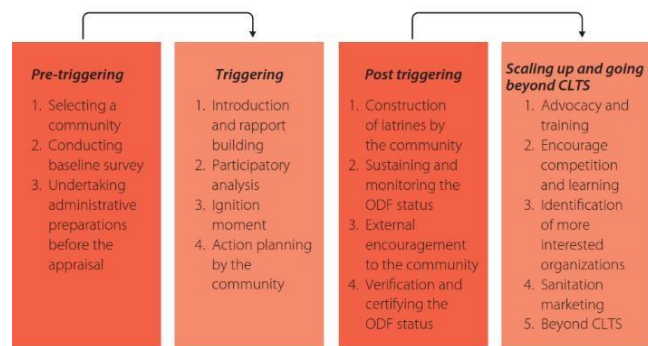 Pre-triggering
1. Selecting a
community
2. Conducting
baseline survey
3. Undertaking
administrative
preparations
before the
appraisal
Triggering
1. Introduction
and rapport
building
2. Participatory
analysis
3. Ignition
moment
4. Action planning
by the
community
Post triggering
1. Construction
of latrines by
the community
2. Sustaining and
monitoring the
ODF status
3. External
encouragement
to the community
4. Verification and
certifying the
ODF status
Scaling up and going
beyond CLTS
1. Advocacy and
training
2. Encourage
competition
and learning
3. Identification of
more
interested
organizations
4. Sanitation
marketing
5. Beyond CLTS